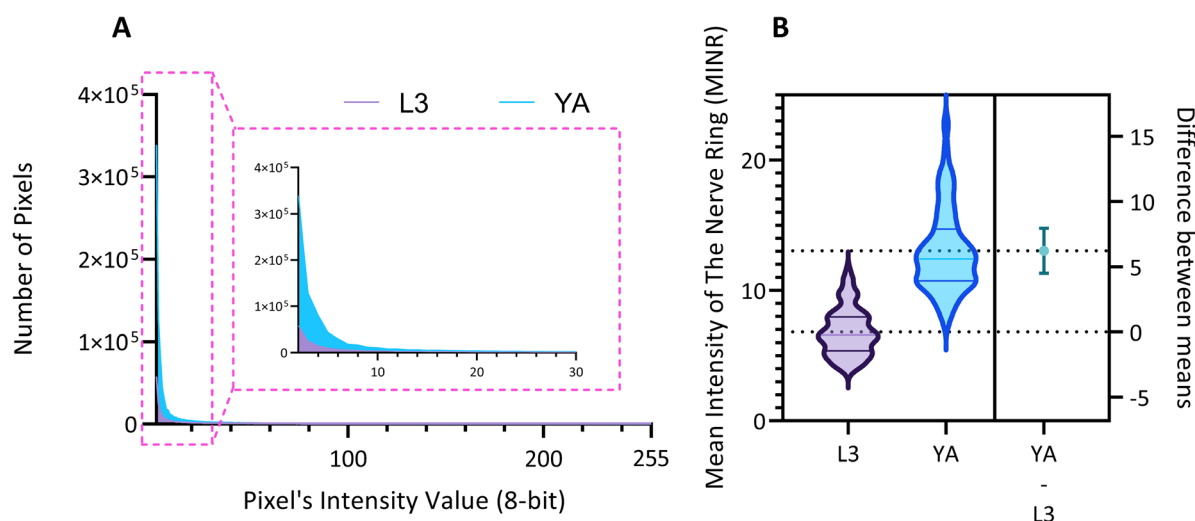 A
Number of Pixels
4×10⁵
3×10⁵
2×10⁵
1×10⁵
0
100
200
255
Pixel's Intensity Value (8-bit)
L3
YA
4×10⁵
3×10⁵
2×10⁵
1×10⁵
0
10
20
30
B
Mean Intensity of The Nerve Ring (MINR)
20
10
0
L3
YA
YA
-
L3
15
10
5
0
-5
Difference between means